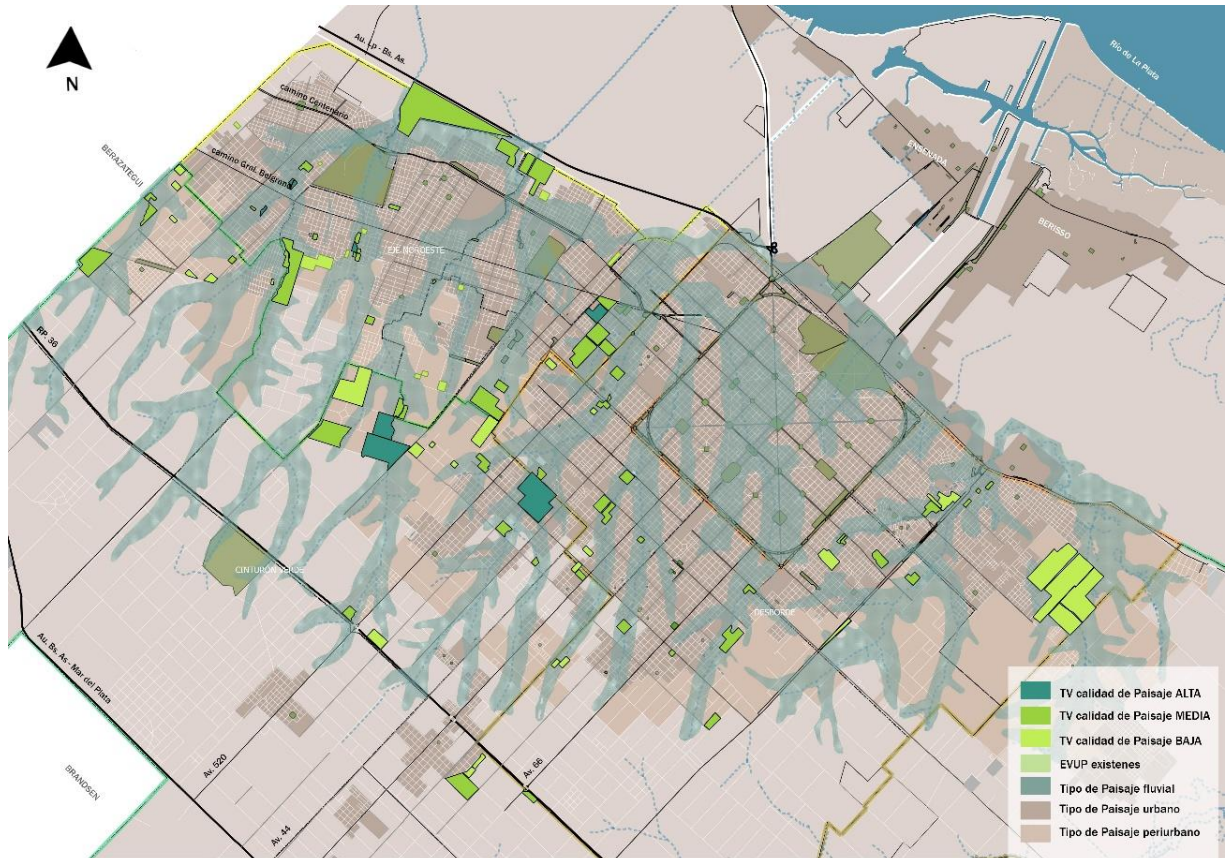 N
Au. Lp - Bs. As.
Río de La Plata
camino Centenario
camino Gral. Belgrano
BERAZATEGUI
ENSENADA
BERISSO
EJE NOROESTE
RP. 36
CINTURON VERDE
DESBORDE
Au. Bs. As - Mar del Plata
BRANDSEN
Av. 520
Av. 66
Av. 44
TV calidad de Paisaje ALTA
TV calidad de Paisaje MEDIA
TV calidad de Paisaje BAJA
EVUP existenes
Tipo de Paisaje fluvial
Tipo de Paisaje urbano
Tipo de Paisaje periurbano